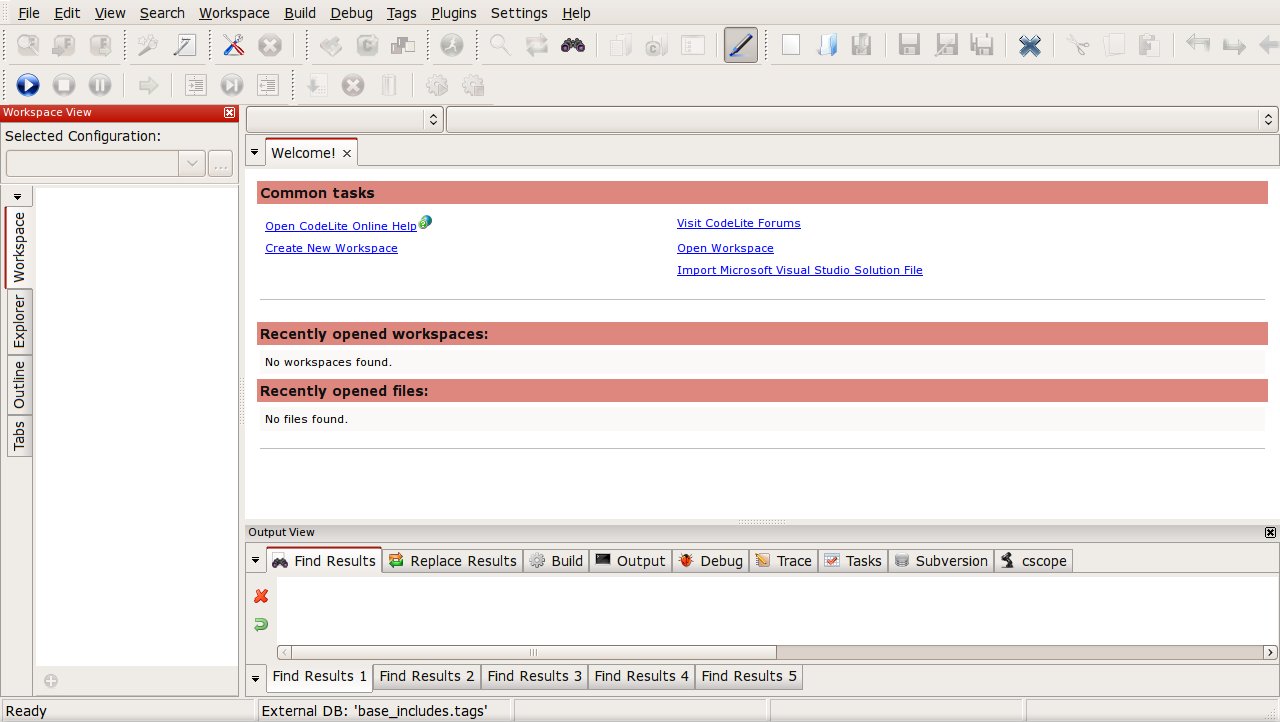 File Edit View Search Workspace Build Debug Tags Plugins Settings Help
Workspace View
Selected Configuration:
...
Welcome!
Workspace
Explorer
Outline
Tabs
Common tasks
Open CodeLite Online Help
Visit CodeLite Forums
Create New Workspace
Open Workspace
Import Microsoft Visual Studio Solution File
Recently opened workspaces:
No workspaces found.
Recently opened files:
No files found.
Output View
Find Results Replace Results Build Output Debug Trace Tasks Subversion cscope
Find Results 1 Find Results 2 Find Results 3 Find Results 4 Find Results 5
Ready External DB: 'base_includes.tags'